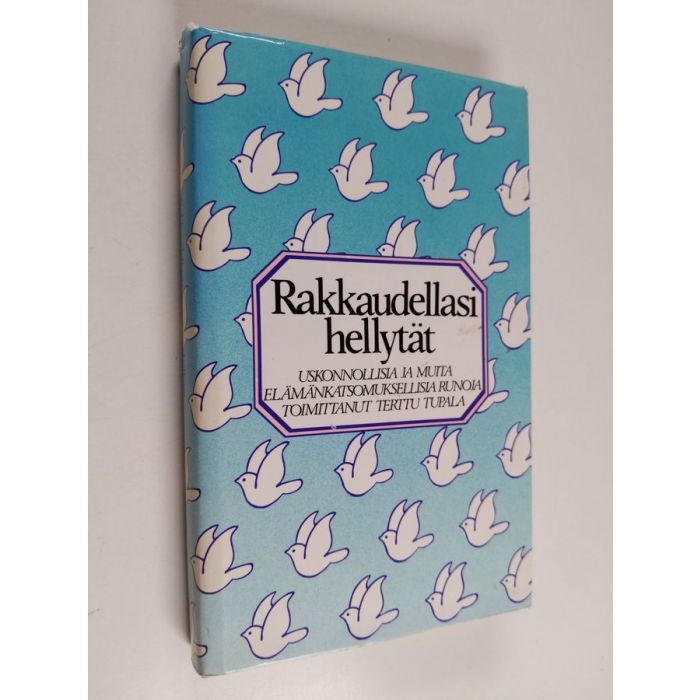 Rakkaudellasi
hellytät
USKONNOLLISIA JA MUITA
ELÄMÄNKATSOMUKSELLISIA RUNOJA
TOIMITTANUT TERTTU TUPALA